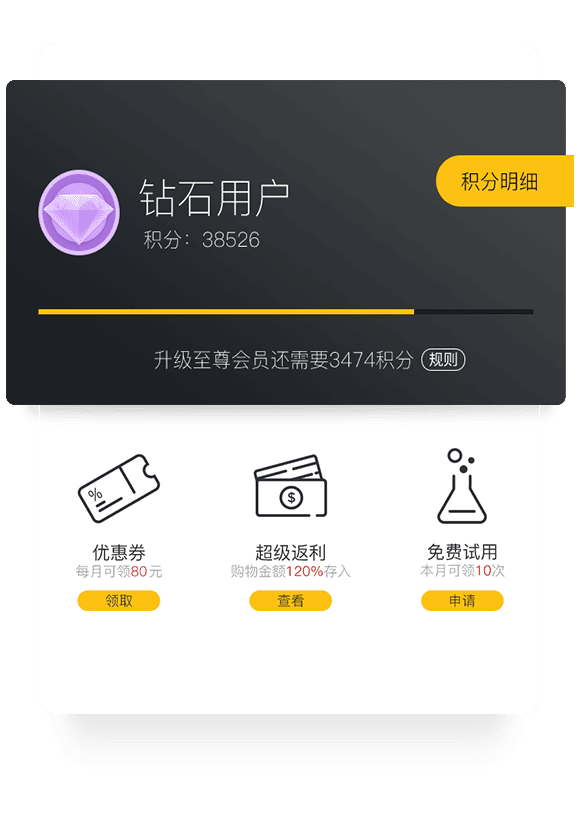 积分明细
钻石用户
积分：38526
升级至尊会员还需要3474积分 规则
%
$
优惠券 超级返利 免费试用
每月可领80元 购物金额120%存入 本月可领10次
领取 查看 申请